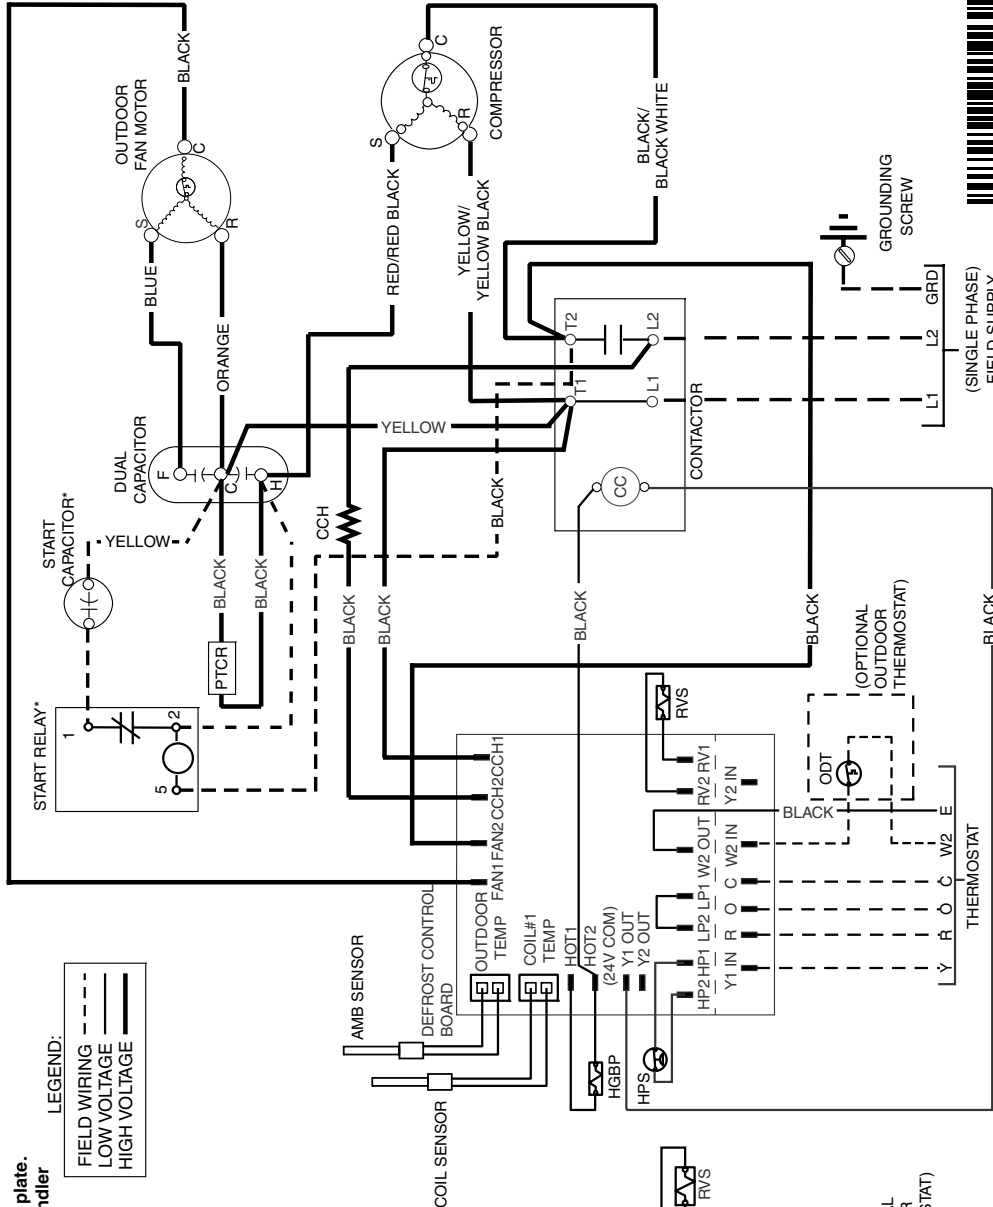 plate.
ndler
LEGEND:
FIELD WIRING
LOW VOLTAGE
HIGH VOLTAGE
OUTDOOR
FAN MOTOR
BLACK
C
S
R
BLUE
ORANGE
COMPRESSOR
C
S
R
BLACK/
BLACK WHITE
RED/RED BLACK
YELLOW/
YELLOW BLACK
GROUNDING
SCREW
DUAL
CAPACITOR
F
C
H
YELLOW
START
CAPACITOR*
YELLOW
BLACK
BLACK
PTCR
START RELAY*
1
2
5
CCH
BLACK
BLACK
BLACK
T2
L2
T1
L1
CC
CONTACTOR
L1
L2
GRD
(SINGLE PHASE)
FIELD SUPPLY
BLACK
BLACK
BLACK
AMB SENSOR
COIL SENSOR
DEFROST CONTROL
BOARD
FAN1
FAN2
CCH2
CCH1
OUTDOOR
TEMP
COIL#1
TEMP
HOT1
HOT2
(24V COM)
Y1 OUT
Y2 OUT
HP2
HP1
LP2
LP1
W2 OUT
RV2
RV1
Y1 IN
R
O
C
W2 IN
Y2 IN
RVS
HGBP
HPS
(OPTIONAL
OUTDOOR
THERMOSTAT)
ODT
BLACK
Y
R
O
C
W2
E
THERMOSTAT
RVS
STAT)